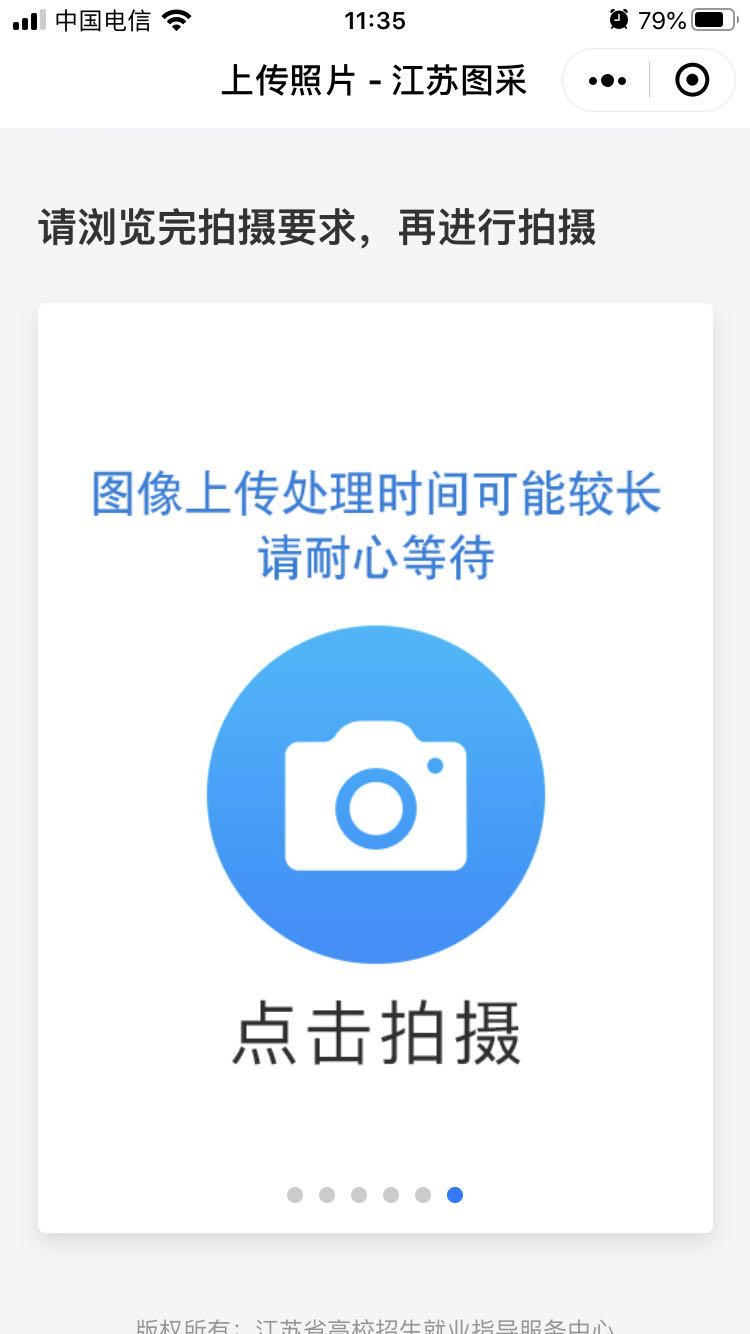 中国电信
11:35
79%
上传照片 - 江苏图采
请浏览完拍摄要求，再进行拍摄
图像上传处理时间可能较长
请耐心等待
点击拍摄
版权所有：江苏省高校招生就业指导服务中心